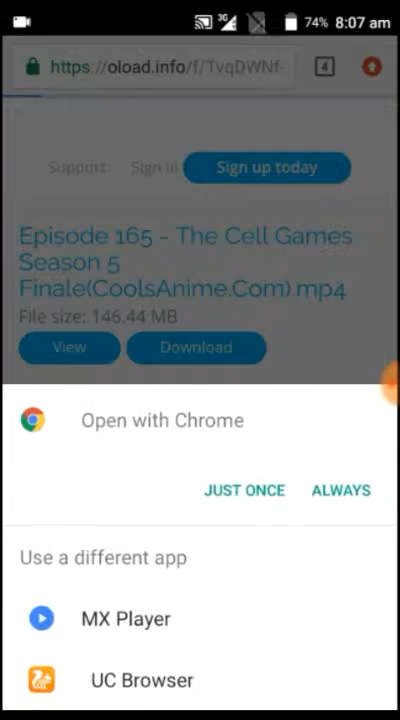 3G 74% 8:07 am
https://oload.info/f/TvqDWNf- 4
Support Sign in Sign up today
Episode 165 - The Cell Games
Season 5
Finale(CoolsAnime.Com).mp4
File size: 146.44 MB
View Download
Open with Chrome
JUST ONCE ALWAYS
Use a different app
MX Player
UC Browser